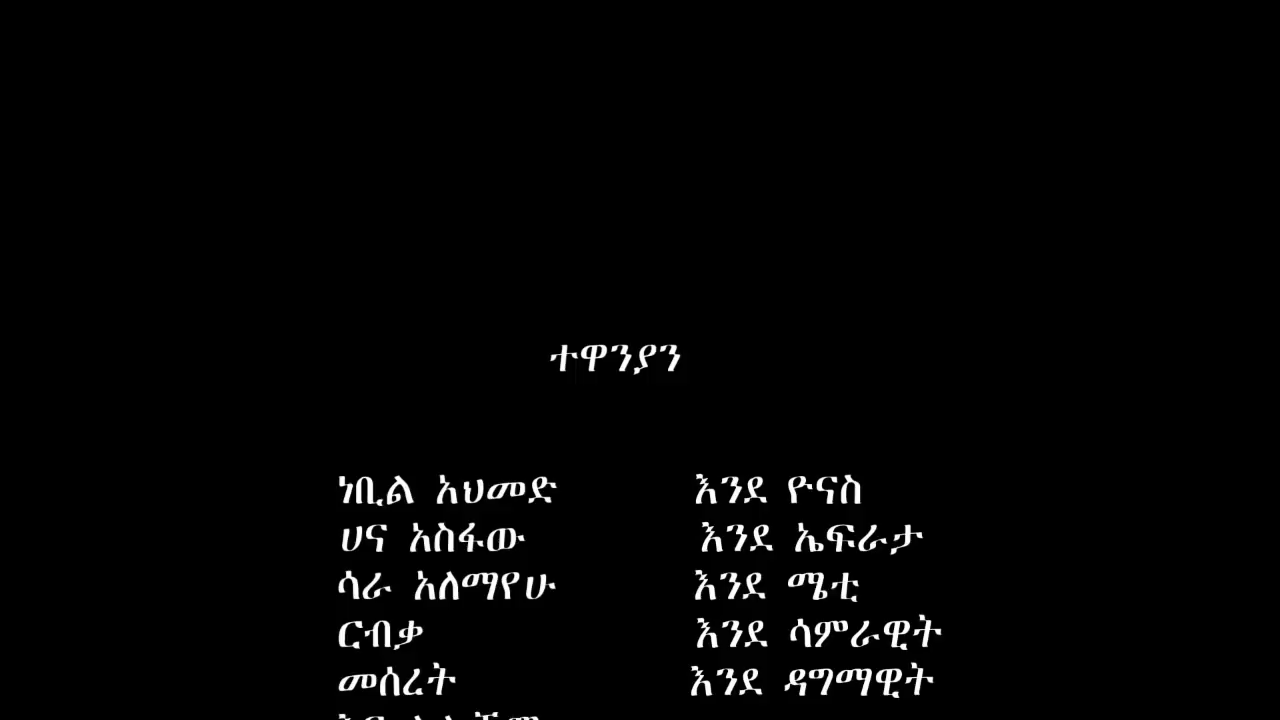 ተዋንያን
ነቢል አህመድ እንደ ዮናስ
ሀና አስፋው እንደ ኤፍራታ
ሳራ አለማየሁ እንደ ሜቲ
ርብቃ እንደ ሳምራዊት
መሰረት እንደ ዳግማዊት